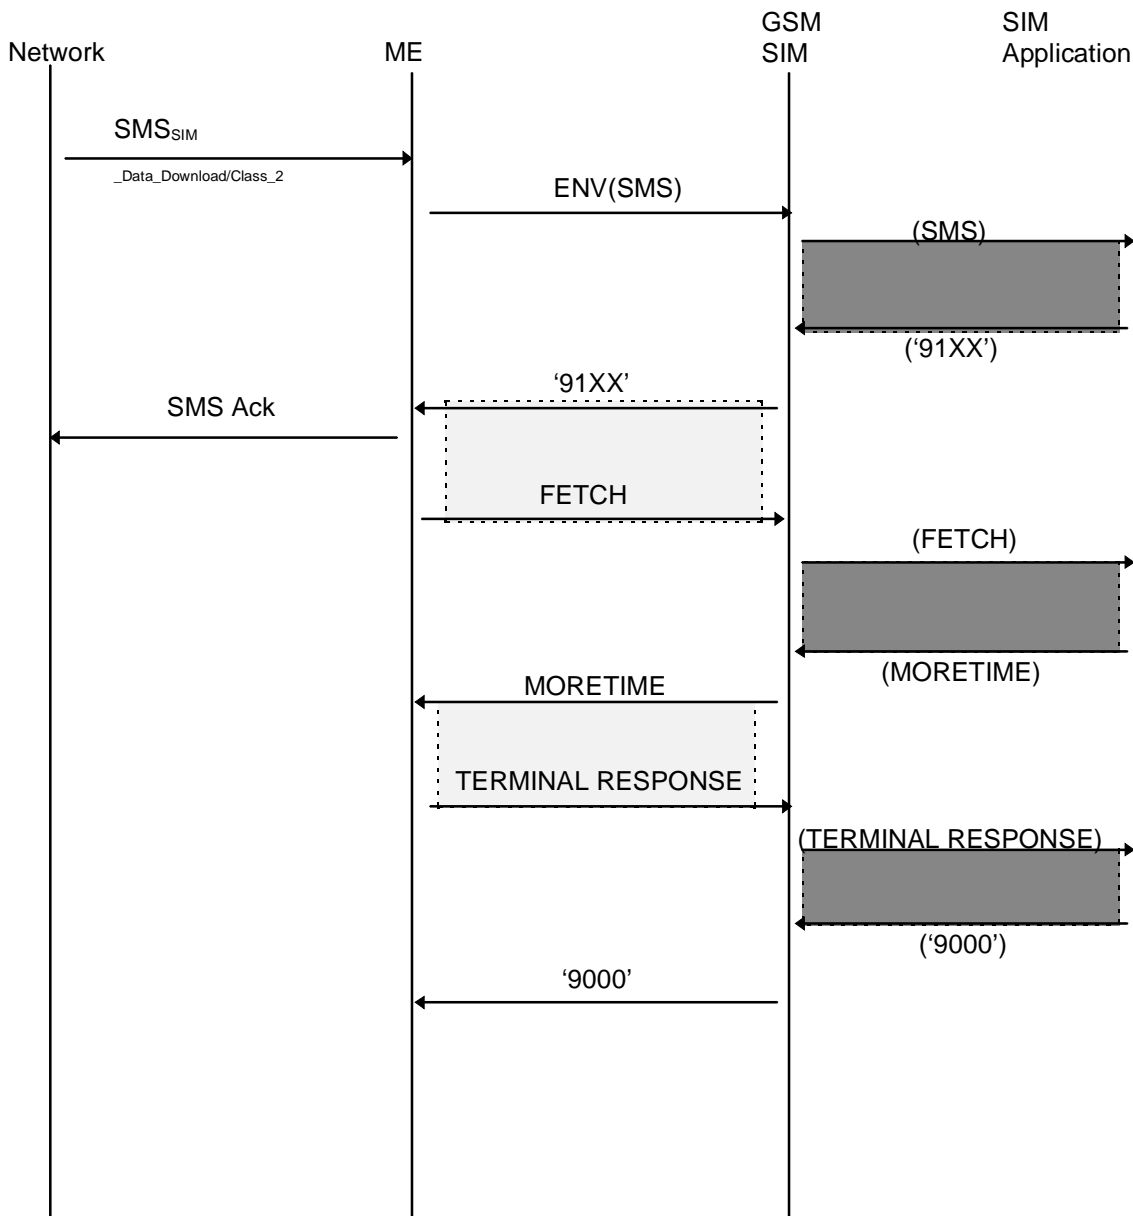 GSM
SIM
SIM
Application
Network
ME
SMSSIM
_Data_Download/Class_2
ENV(SMS)
(SMS)
(‘91XX’)
‘91XX’
SMS Ack
FETCH
(FETCH)
(MORETIME)
MORETIME
TERMINAL RESPONSE
(TERMINAL RESPONSE)
(‘9000’)
‘9000’